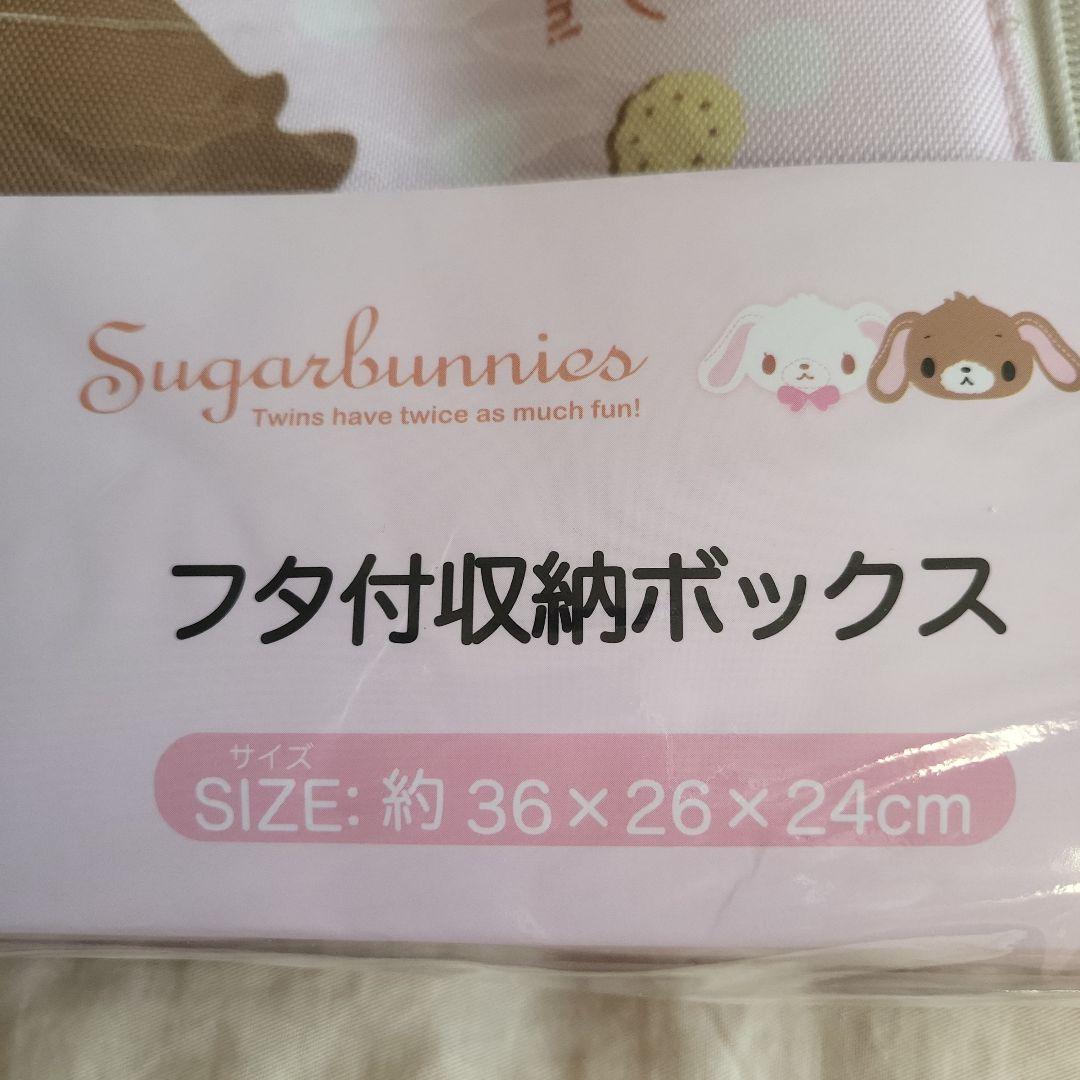 Sugarbunnies
Twins have twice as much fun!
フタ付収納ボックス
サイズ
SIZE: 約 36×26×24cm